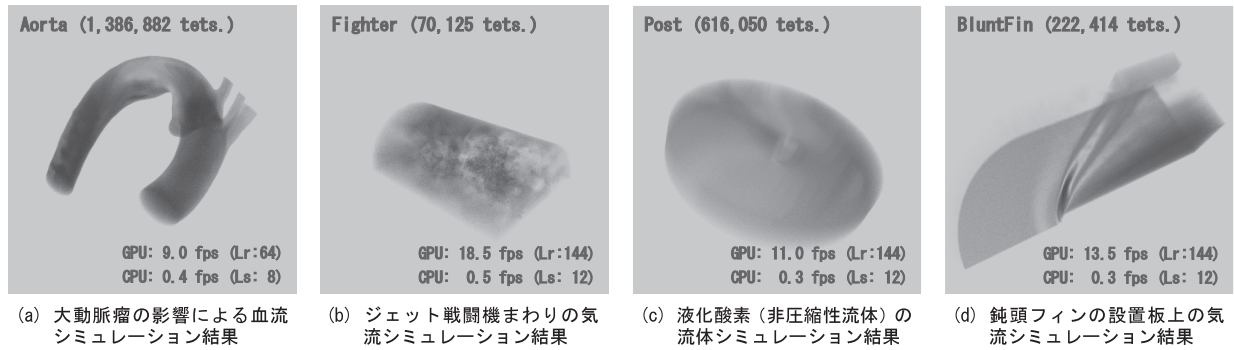 Aorta (1,386,882 tets.)
GPU: 9.0 fps (Lr:64)
CPU: 0.4 fps (Ls: 8)
(a) 大動脈瘤の影響による血流
シミュレーション結果
Fighter (70,125 tets.)
GPU: 18.5 fps (Lr:144)
CPU: 0.5 fps (Ls: 12)
(b) ジェット戦闘機まわりの気
流シミュレーション結果
Post (616,050 tets.)
GPU: 11.0 fps (Lr:144)
CPU: 0.3 fps (Ls: 12)
(c) 液化酸素(非圧縮性流体)の
流体シミュレーション結果
BluntFin (222,414 tets.)
GPU: 13.5 fps (Lr:144)
CPU: 0.3 fps (Ls: 12)
(d) 鈍頭フィンの設置板上の気
流シミュレーション結果